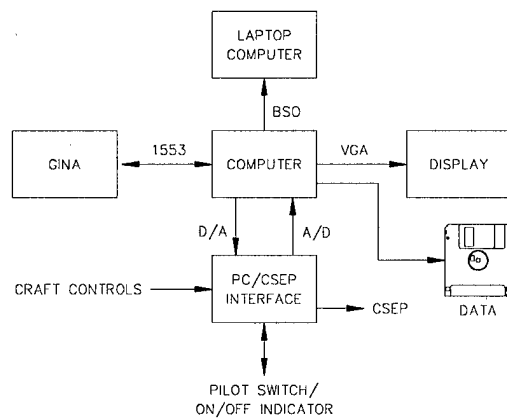 LAPTOP
COMPUTER
BSO
1553
VGA
GINA
COMPUTER
DISPLAY
D/A
A/D
PC/CSEP
INTERFACE
CRAFT CONTROLS
CSEP
DATA
PILOT SWITCH/
ON/OFF INDICATOR